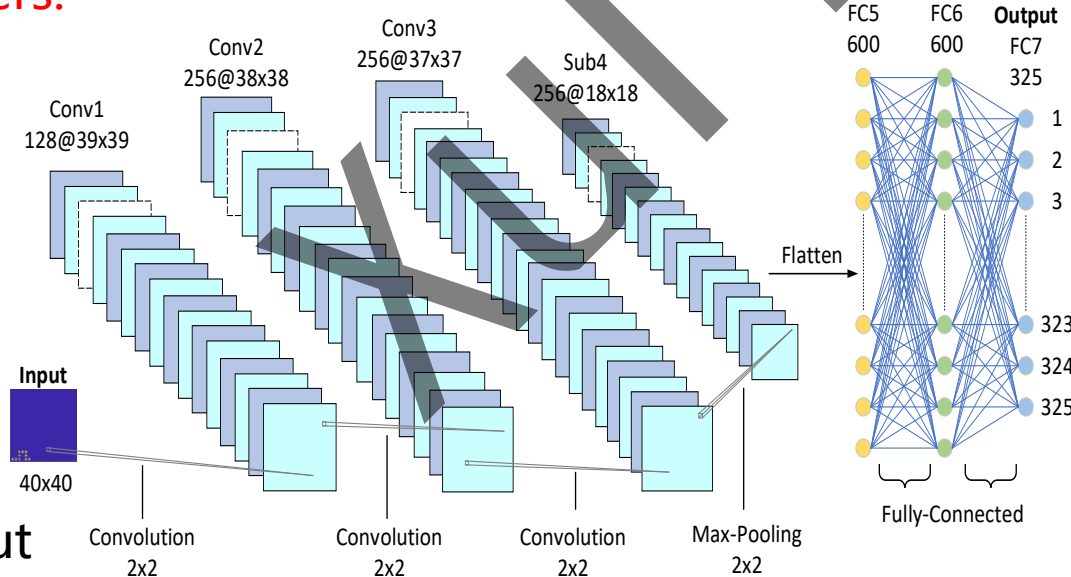 ers.
Conv1
128@39x39
Conv2
256@38x38
Conv3
256@37x37
Sub4
256@18x18
FC5
600
FC6
600
Output
FC7
325
1
2
3
323
324
325
Flatten
Input
40x40
Fully-Connected
ut
Convolution
2x2
Convolution
2x2
Convolution
2x2
Max-Pooling
2x2